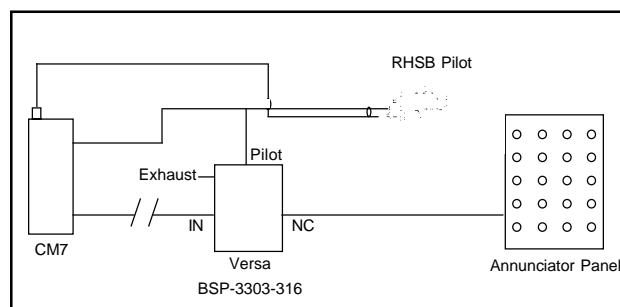 RHSB Pilot
Pilot
Exhaust
IN
NC
CM7
Versa
BSP-3303-316
Annunciator Panel